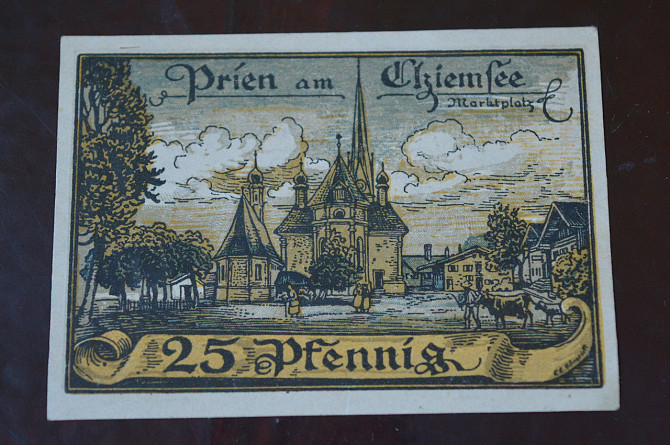 Prien am Chiemsee
Marktplatz
25 Pfennig